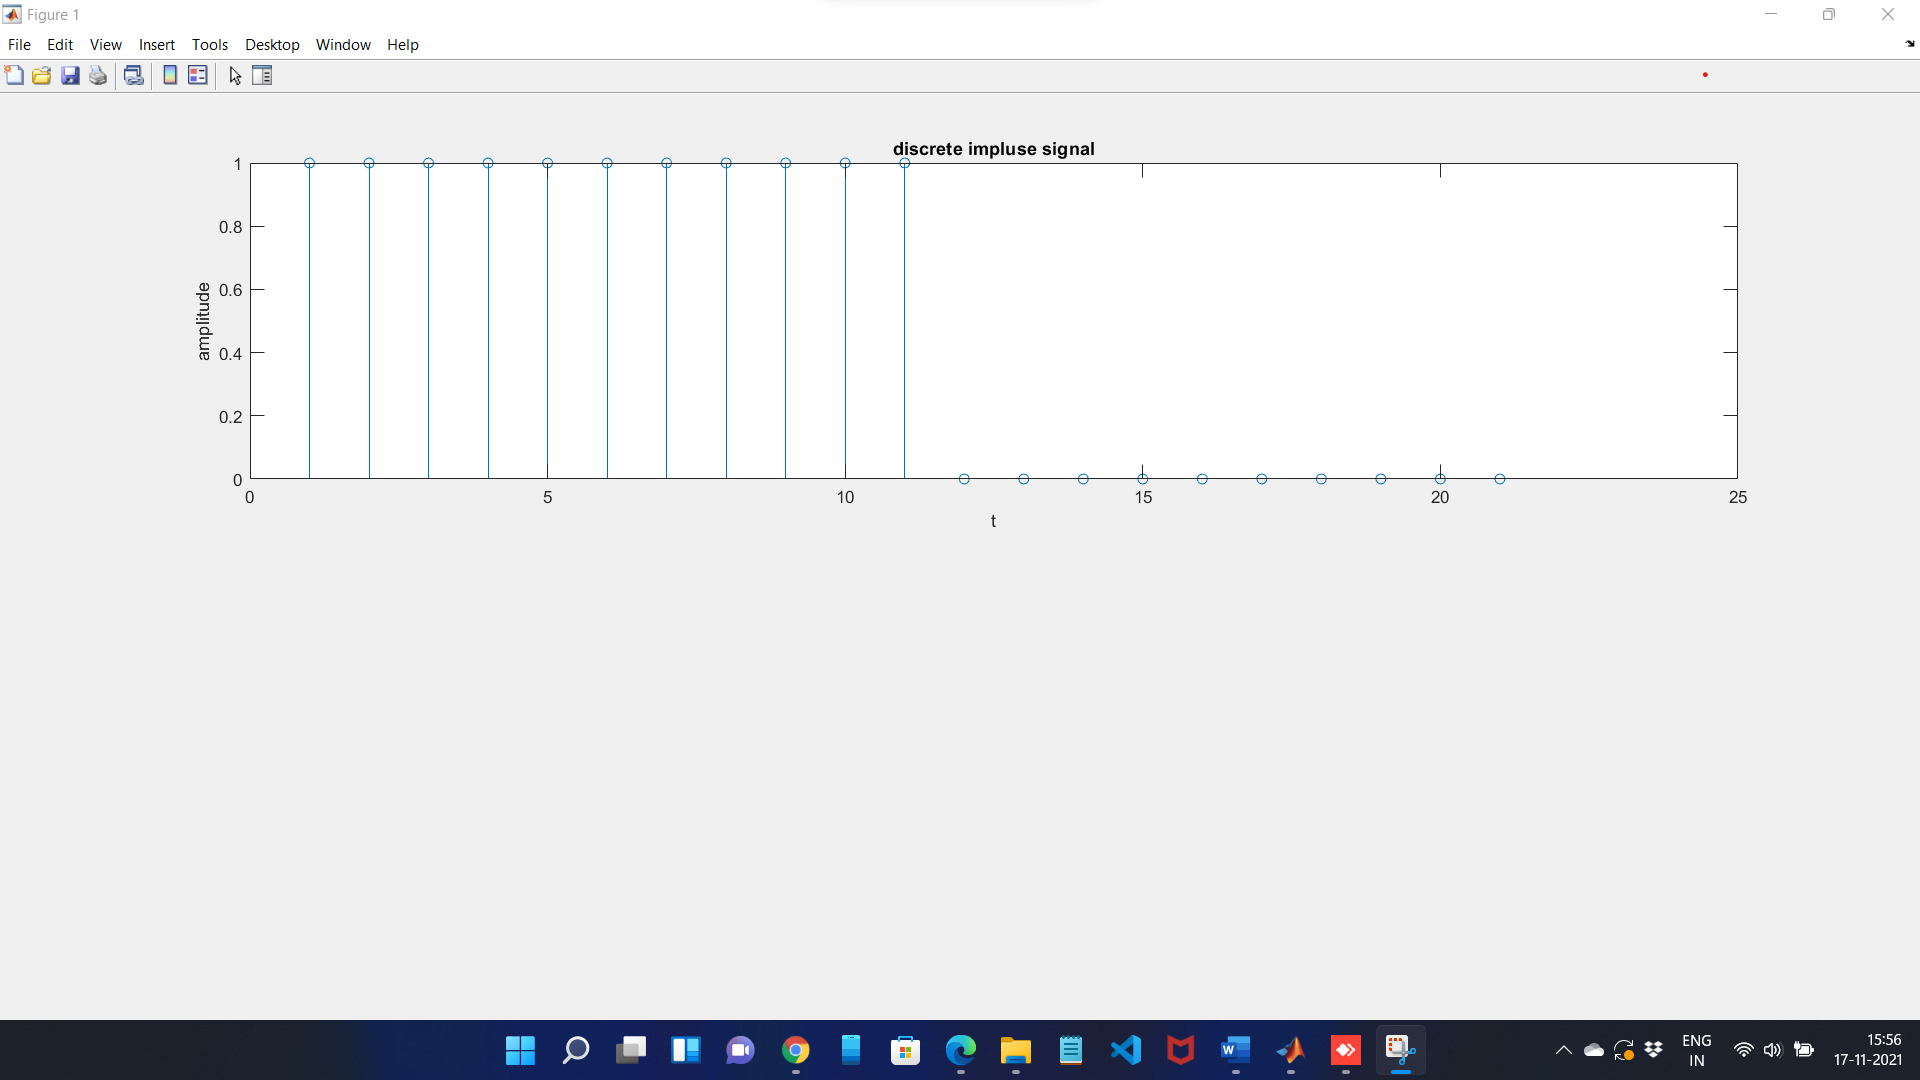 Figure 1
File Edit View Insert Tools Desktop Window Help
discrete impluse signal
1
0.8
0.6
0.4
0.2
0
amplitude
0 5 10 15 20 25
t
W
ENG
IN
15:56
17-11-2021